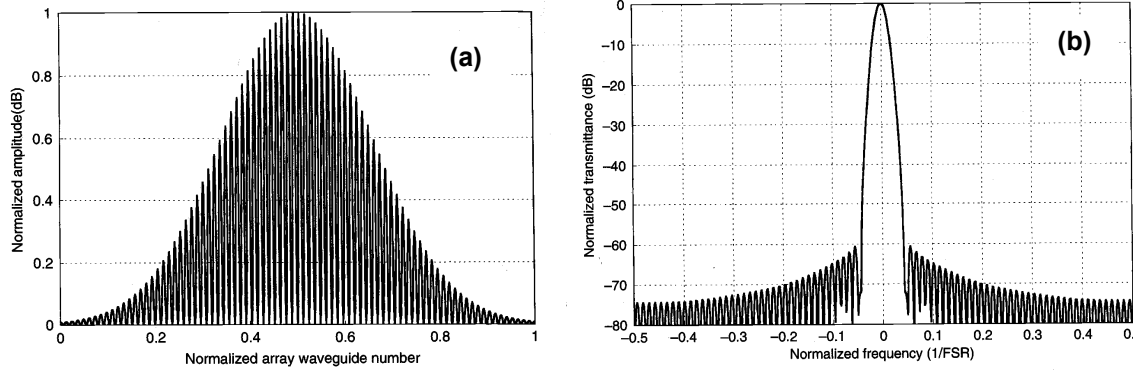 (a)
Normalized amplitude(dB)
1
0.8
0.6
0.4
0.2
0
0 0.2 0.4 0.6 0.8 1
Normalized array waveguide number
(b)
Normalized transmittance (dB)
0
−10
−20
−30
−40
−50
−60
−70
−80
−0.5 −0.4 −0.3 −0.2 −0.1 0 0.1 0.2 0.3 0.4
Normalized frequency (1/FSR)